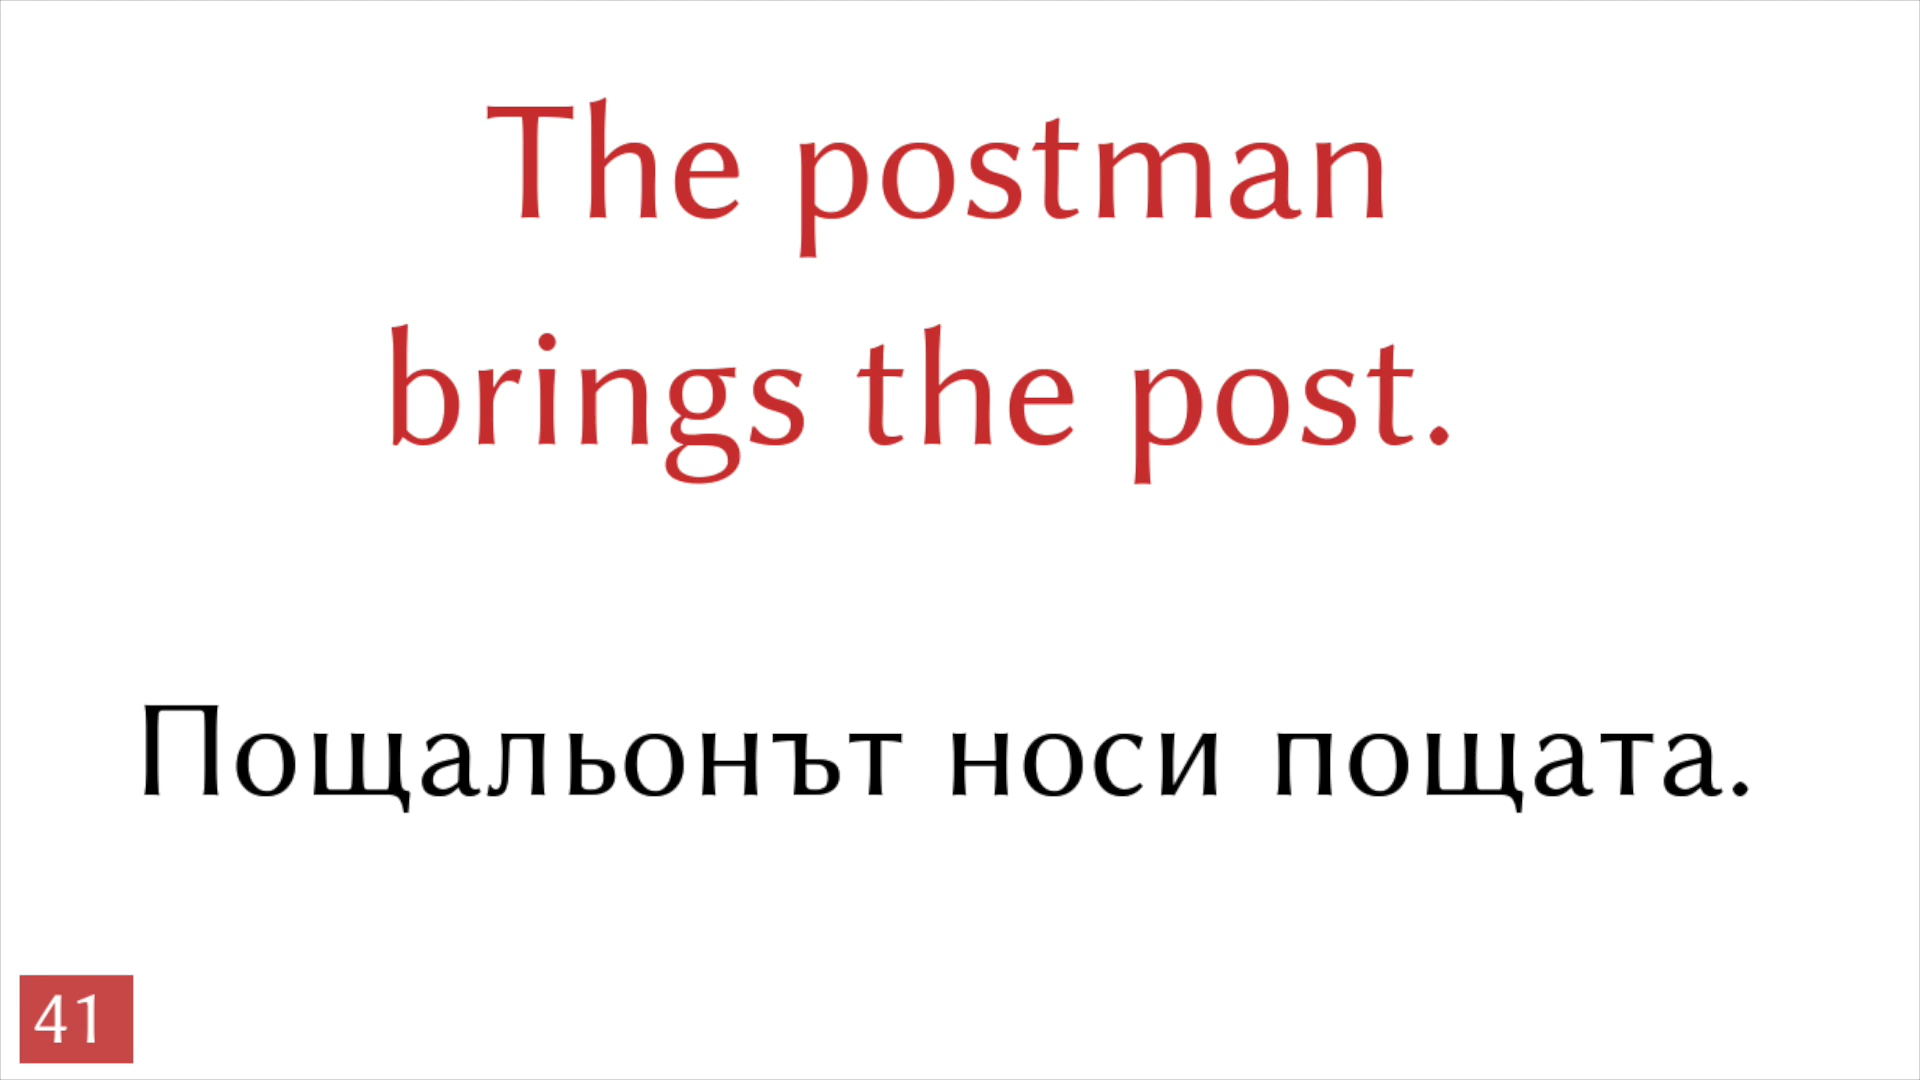 The postman
brings the post.
Пощальонът носи пощата.
41